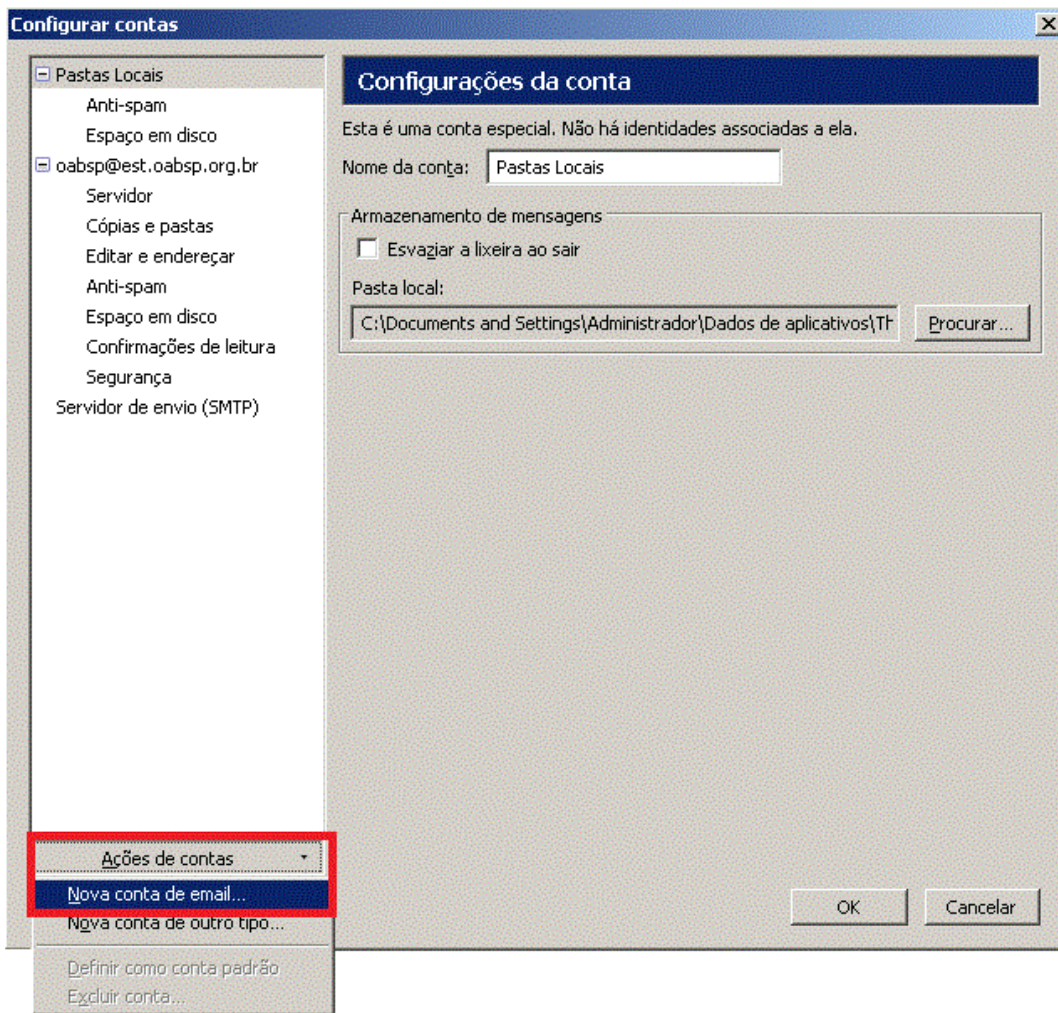 Configurar contas
Pastas Locais
Anti-spam
Espaço em disco
oabsp@est.oabsp.org.br
Servidor
Cópias e pastas
Editar e endereçar
Anti-spam
Espaço em disco
Confirmações de leitura
Segurança
Servidor de envio (SMTP)
Configurações da conta
Esta é uma conta especial. Não há identidades associadas a ela.
Nome da conta: Pastas Locais
Armazenamento de mensagens
Esvaziar a lixeira ao sair
Pasta local:
C:\Documents and Settings\Administrador\Dados de aplicativos\Th Procurar...
Ações de contas
Nova conta de email...
Nova conta de outro tipo...
Definir como conta padrão
Excluir conta...
OK Cancelar